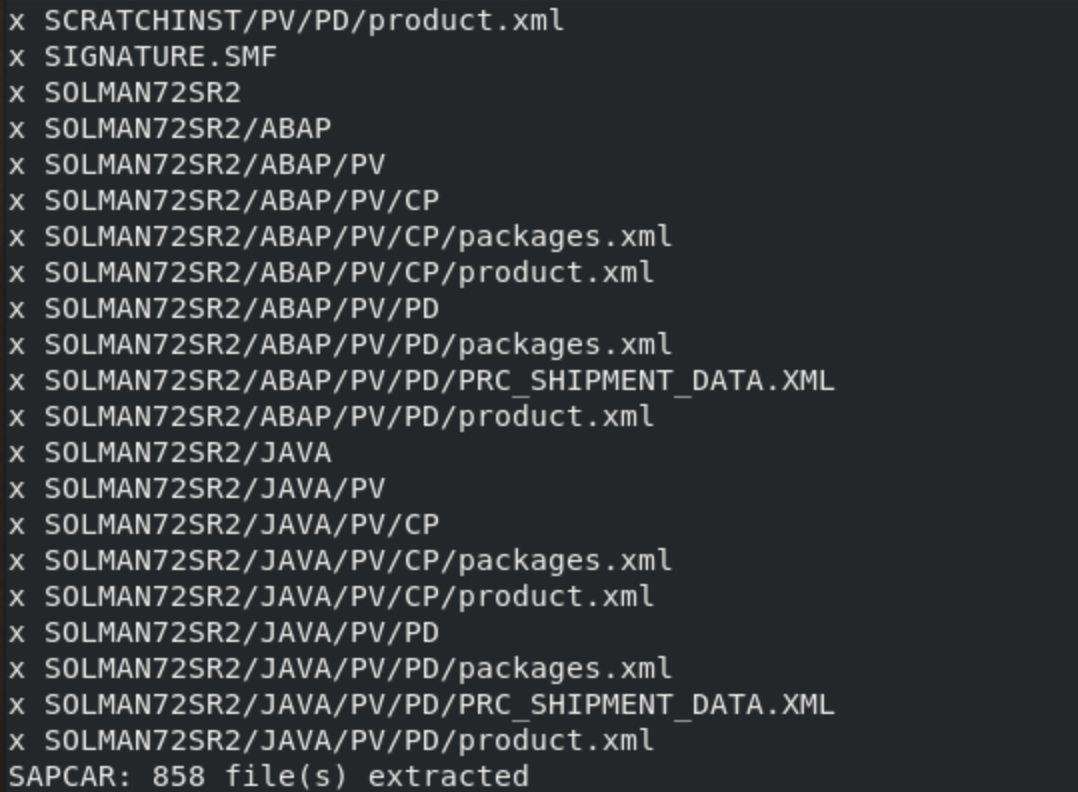 x SCRATCHINST/PV/PD/product.xml
x SIGNATURE.SMF
x SOLMAN72SR2
x SOLMAN72SR2/ABAP
x SOLMAN72SR2/ABAP/PV
x SOLMAN72SR2/ABAP/PV/CP
x SOLMAN72SR2/ABAP/PV/CP/packages.xml
x SOLMAN72SR2/ABAP/PV/CP/product.xml
x SOLMAN72SR2/ABAP/PV/PD
x SOLMAN72SR2/ABAP/PV/PD/packages.xml
x SOLMAN72SR2/ABAP/PV/PD/PRC_SHIPMENT_DATA.XML
x SOLMAN72SR2/ABAP/PV/PD/product.xml
x SOLMAN72SR2/JAVA
x SOLMAN72SR2/JAVA/PV
x SOLMAN72SR2/JAVA/PV/CP
x SOLMAN72SR2/JAVA/PV/CP/packages.xml
x SOLMAN72SR2/JAVA/PV/CP/product.xml
x SOLMAN72SR2/JAVA/PV/PD
x SOLMAN72SR2/JAVA/PV/PD/packages.xml
x SOLMAN72SR2/JAVA/PV/PD/PRC_SHIPMENT_DATA.XML
x SOLMAN72SR2/JAVA/PV/PD/product.xml
SAPCAR: 858 file(s) extracted